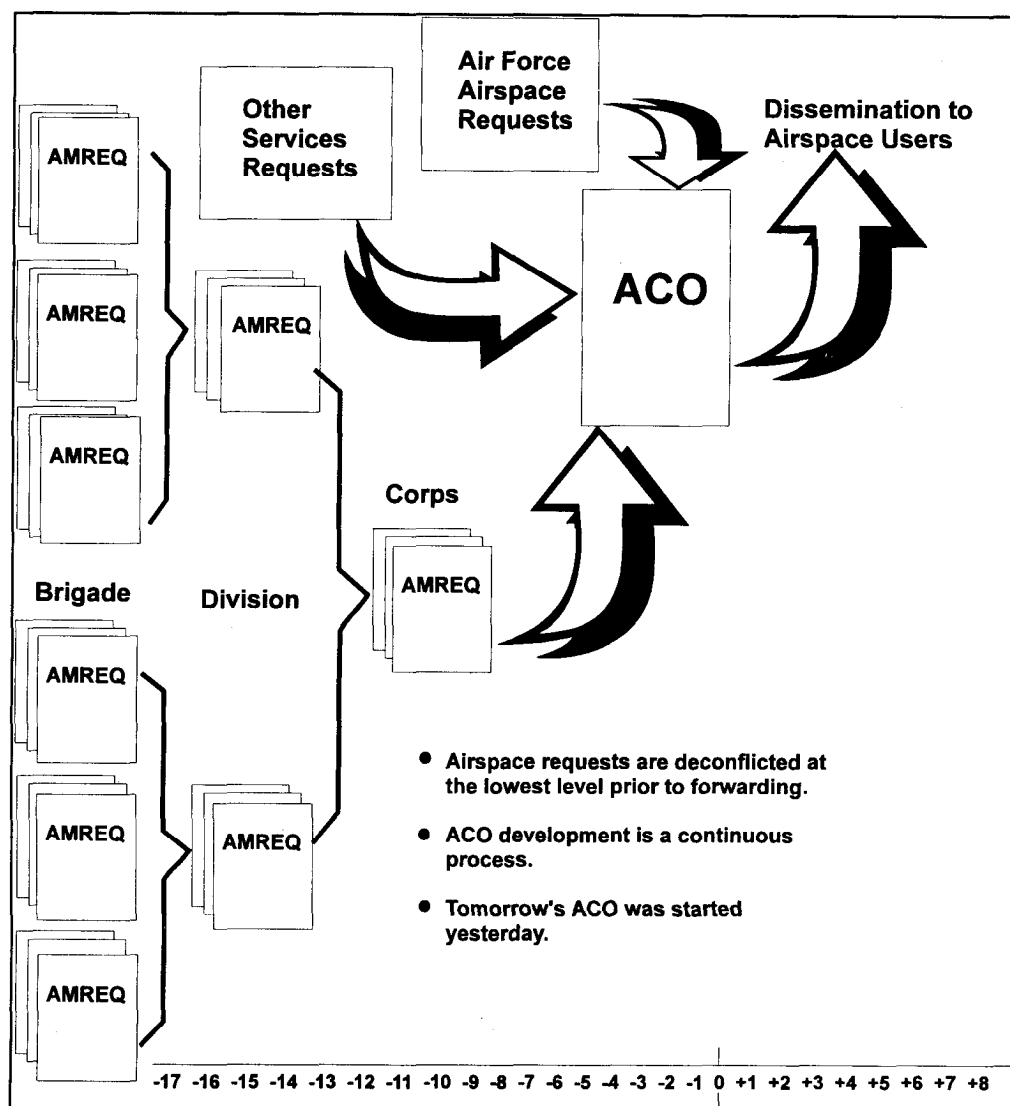 Air Force
Airspace
Requests
Other
Services
Requests
Dissemination to
Airspace Users
AMREQ
AMREQ
AMREQ
AMREQ
ACO
Corps
AMREQ
Brigade
Division
AMREQ
AMREQ
AMREQ
AMREQ
• Airspace requests are deconflicted at
the lowest level prior to forwarding.
• ACO development is a continuous
process.
• Tomorrow's ACO was started
yesterday.
-17 -16 -15 -14 -13 -12 -11 -10 -9 -8 -7 -6 -5 -4 -3 -2 -1 0 +1 +2 +3 +4 +5 +6 +7 +8